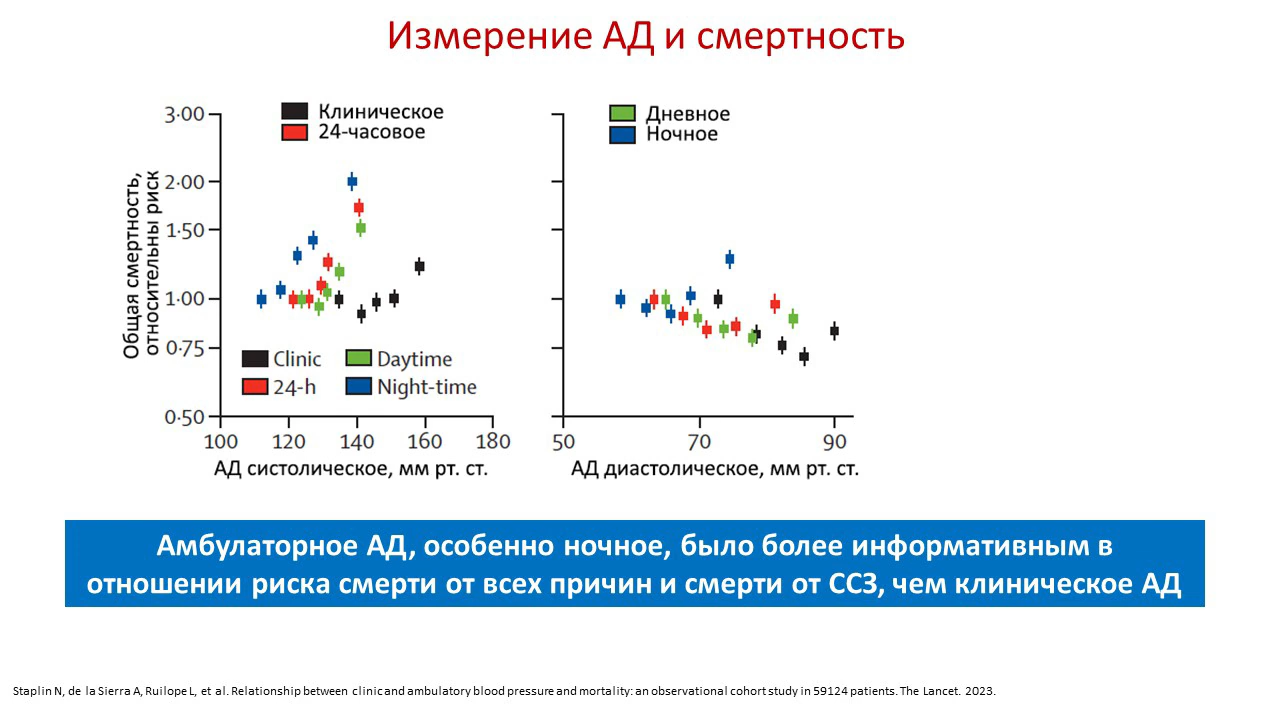 Измерение АД и смертность
Клиническое
24-часовое
Дневное
Ночное
Общая смертность,
относительны риск
3·00
2·00
1·50
1·00
0·75
0·50
Clinic
Daytime
24-h
Night-time
100 120 140 160 180
50 70 90
АД систолическое, мм рт. ст.
АД диастолическое, мм рт. ст.
Амбулаторное АД, особенно ночное, было более информативным в
отношении риска смерти от всех причин и смерти от ССЗ, чем клиническое АД
Staplin N, de la Sierra A, Ruilope L, et al. Relationship between clinic and ambulatory blood pressure and mortality: an observational cohort study in 59124 patients. The Lancet. 2023.